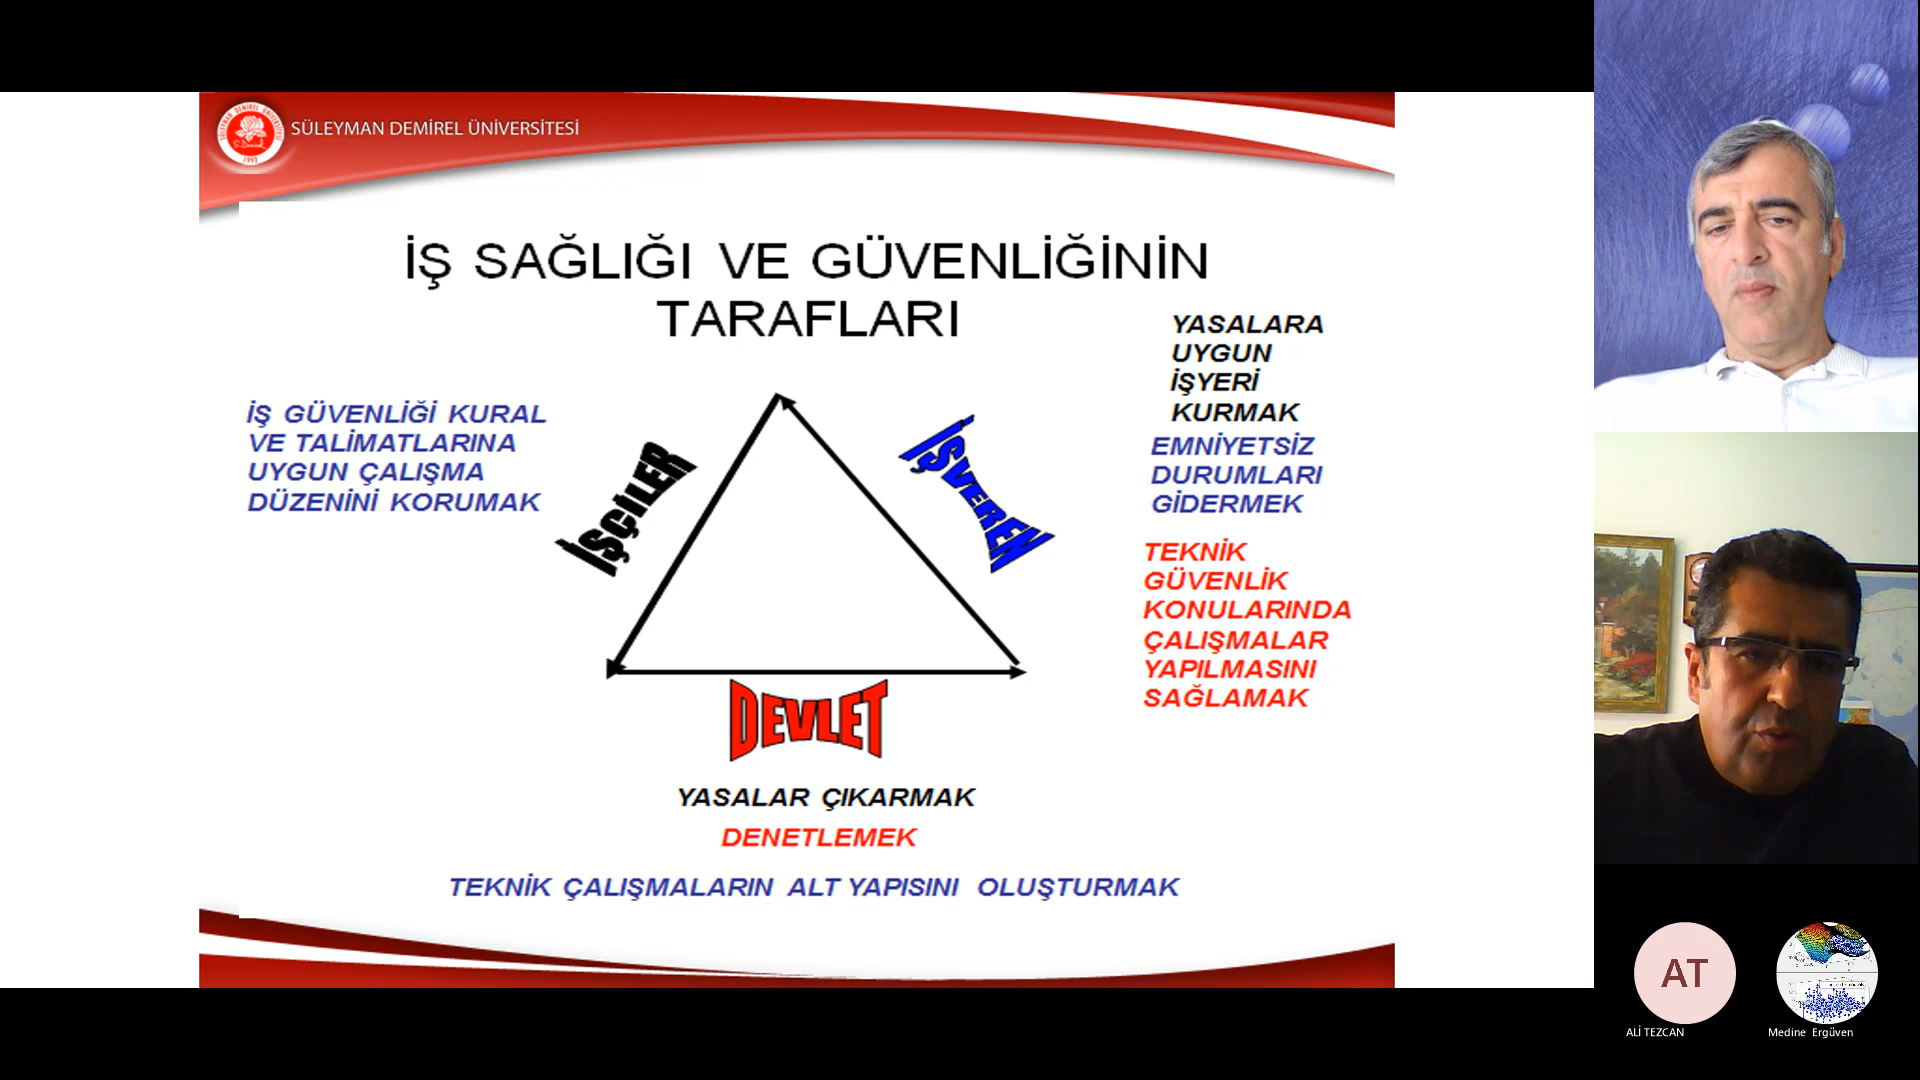 SÜLEYMAN DEMİREL ÜNİVERSİTESİ
1992
İŞ SAĞLIĞI VE GÜVENLİĞİNİN
TARAFLARI
İŞ GÜVENLİĞİ KURAL
VE TALİMATLARINA
UYGUN ÇALIŞMA
DÜZENİNİ KORUMAK
İŞÇİLER
İŞVEREN
YASALARA
UYGUN
İŞYERİ
KURMAK
EMNİYETSİZ
DURUMLARI
GİDERMEK
TEKNİK
GÜVENLİK
KONULARINDA
ÇALIŞMALAR
YAPILMASINI
SAĞLAMAK
DEVLET
YASALAR ÇIKARMAK
DENETLEMEK
TEKNİK ÇALIŞMALARIN ALT YAPISINI OLUŞTURMAK
AT
ALİ TEZCAN
Medine Ergüven